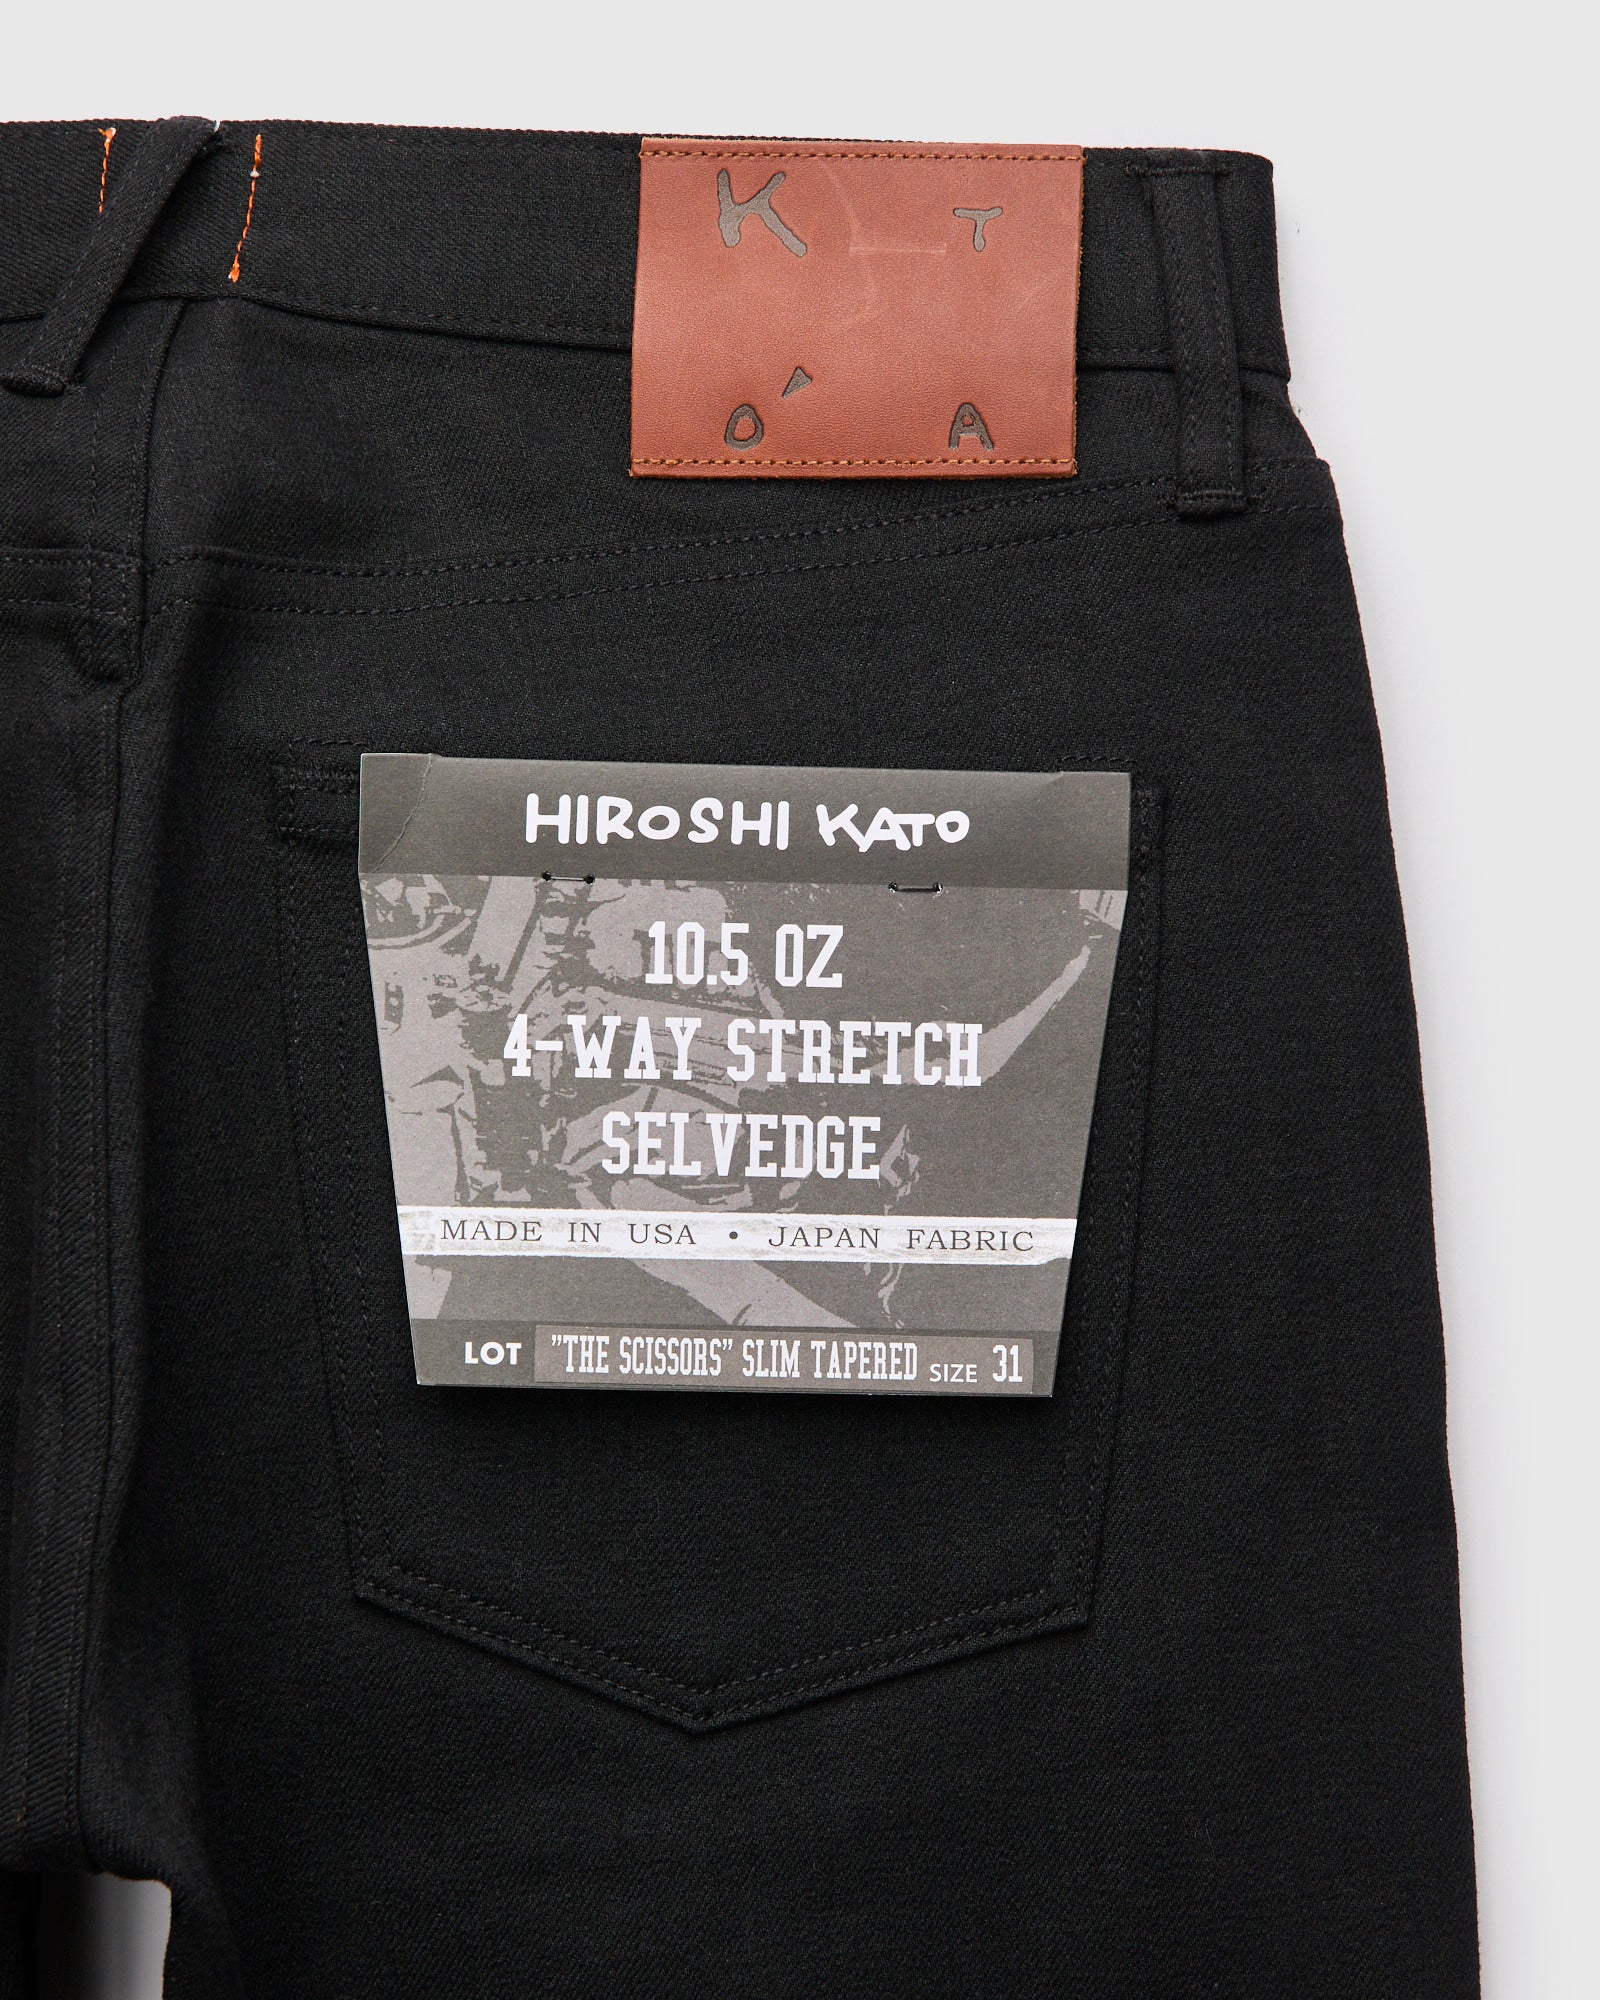 K T
O' A
HIROSHI KATO
10.5 OZ
4-WAY STRETCH
SELVEDGE
MADE IN USA • JAPAN FABRIC
LOT "THE SCISSORS" SLIM TAPERED SIZE 31